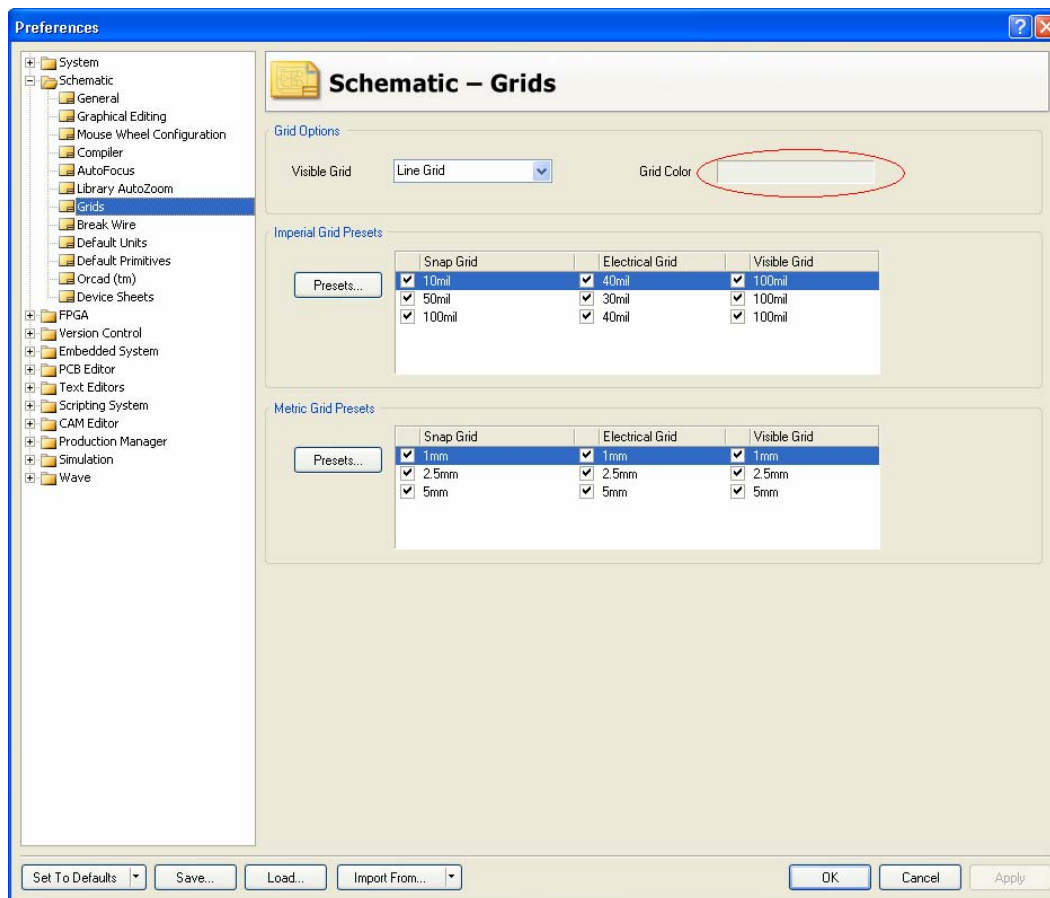 Preferences
System
Schematic
General
Graphical Editing
Mouse Wheel Configuration
Compiler
AutoFocus
Library AutoZoom
Grids
Break Wire
Default Units
Default Primitives
Orcad (tm)
Device Sheets
FPGA
Version Control
Embedded System
PCB Editor
Text Editors
Scripting System
CAM Editor
Production Manager
Simulation
Wave
Schematic – Grids
Grid Options
Visible Grid Line Grid Grid Color
Imperial Grid Presets
Presets...
Snap Grid Electrical Grid Visible Grid
10mil 40mil 100mil
50mil 30mil 100mil
100mil 40mil 100mil
Metric Grid Presets
Presets...
Snap Grid Electrical Grid Visible Grid
1mm 1mm 1mm
2.5mm 2.5mm 2.5mm
5mm 5mm 5mm
Set To Defaults Save... Load... Import From... OK Cancel Apply